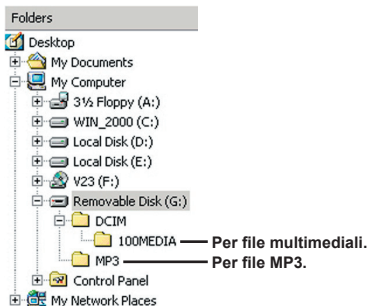 Folders
Desktop
My Documents
My Computer
3½ Floppy (A:)
WIN_2000 (C:)
Local Disk (D:)
Local Disk (E:)
V23 (F:)
Removable Disk (G:)
DCIM
100MEDIA Per file multimediali.
MP3 Per file MP3.
Control Panel
My Network Places